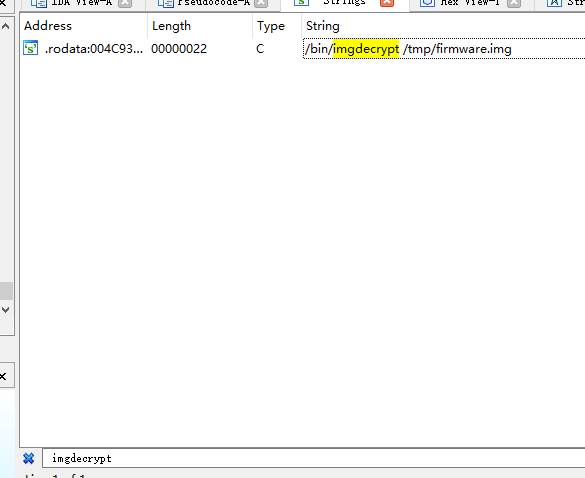 IDA View-A Pseudocode-A Strings Hex View-1 Str
Address Length Type String
.rodata:004C93... 00000022 C /bin/imgdecrypt /tmp/firmware.img
imgdecrypt